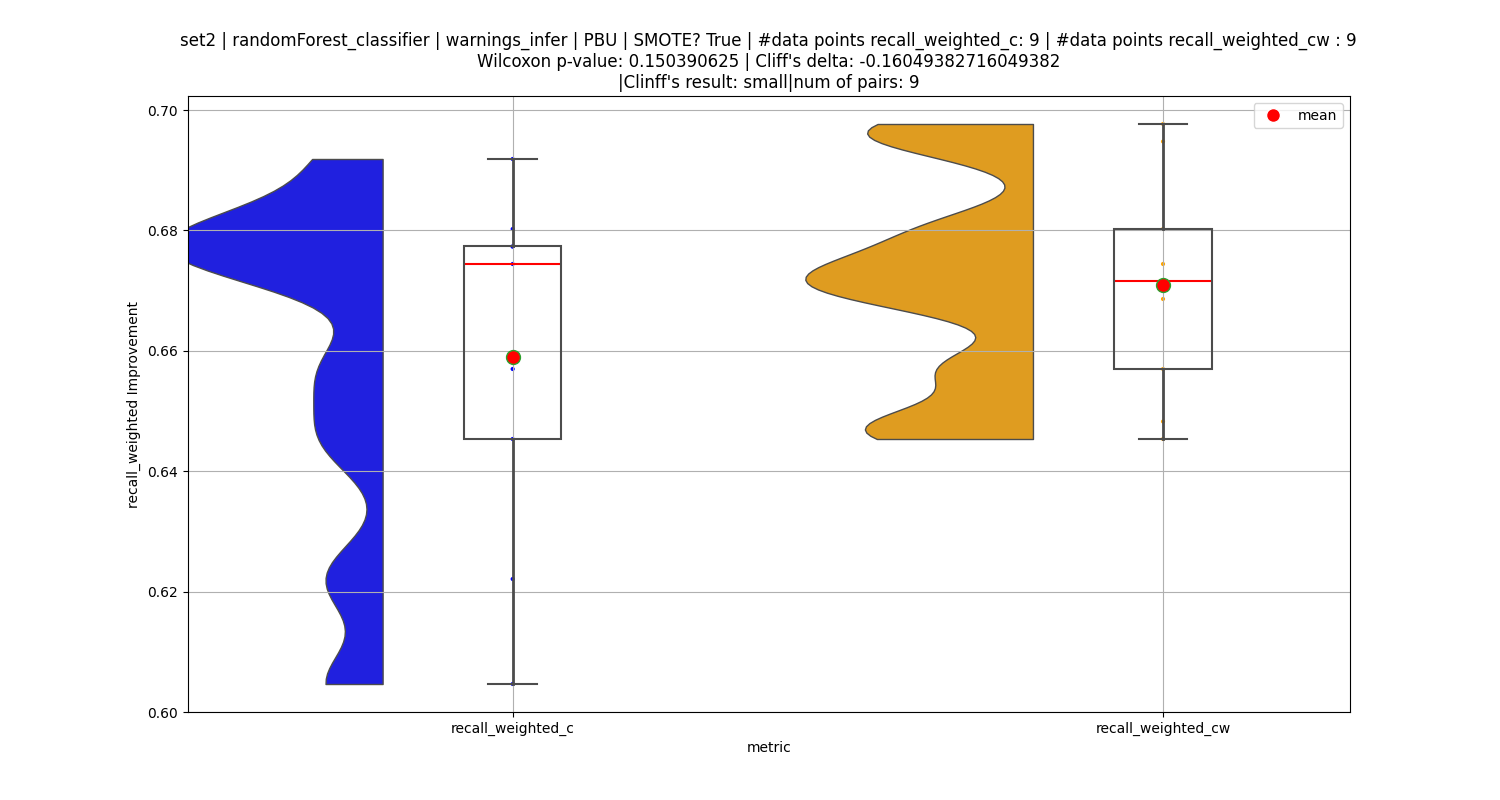 set2 | randomForest_classifier | warnings_infer | PBU | SMOTE? True | #data points recall_weighted_c: 9 | #data points recall_weighted_cw : 9
Wilcoxon p-value: 0.150390625 | Cliff's delta: -0.16049382716049382
|Clinff's result: small|num of pairs: 9
mean
0.70
0.68
0.66
0.64
0.62
0.60
recall_weighted Improvement
recall_weighted_c
recall_weighted_cw
metric